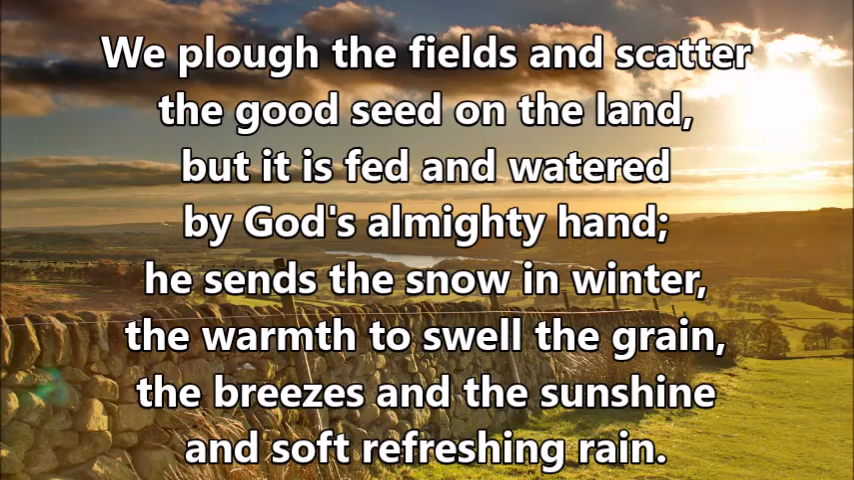 We plough the fields and scatter
the good seed on the land,
but it is fed and watered
by God's almighty hand;
he sends the snow in winter,
the warmth to swell the grain,
the breezes and the sunshine
and soft refreshing rain.